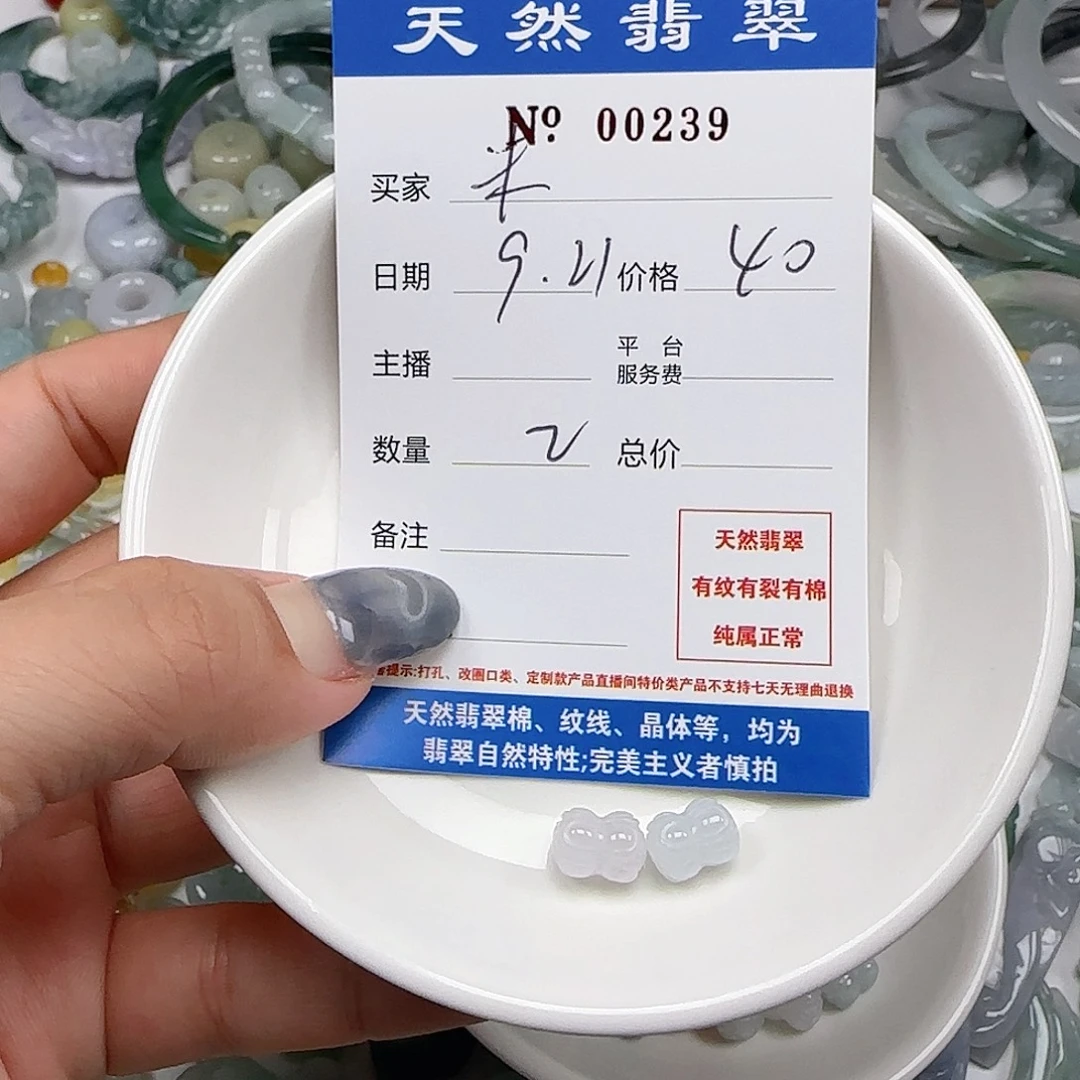 天然翡翠
Nº 00239
买家 米
日期 9.21 价格 40
主播 平台服务费
数量 2 总价
备注
天然翡翠
有纹有裂有棉
纯属正常
提示:打孔、改圈口类、定制款产品直播间特价类产品不支持七天无理由退换
天然翡翠棉、纹线、晶体等，均为
翡翠自然特性;完美主义者慎拍